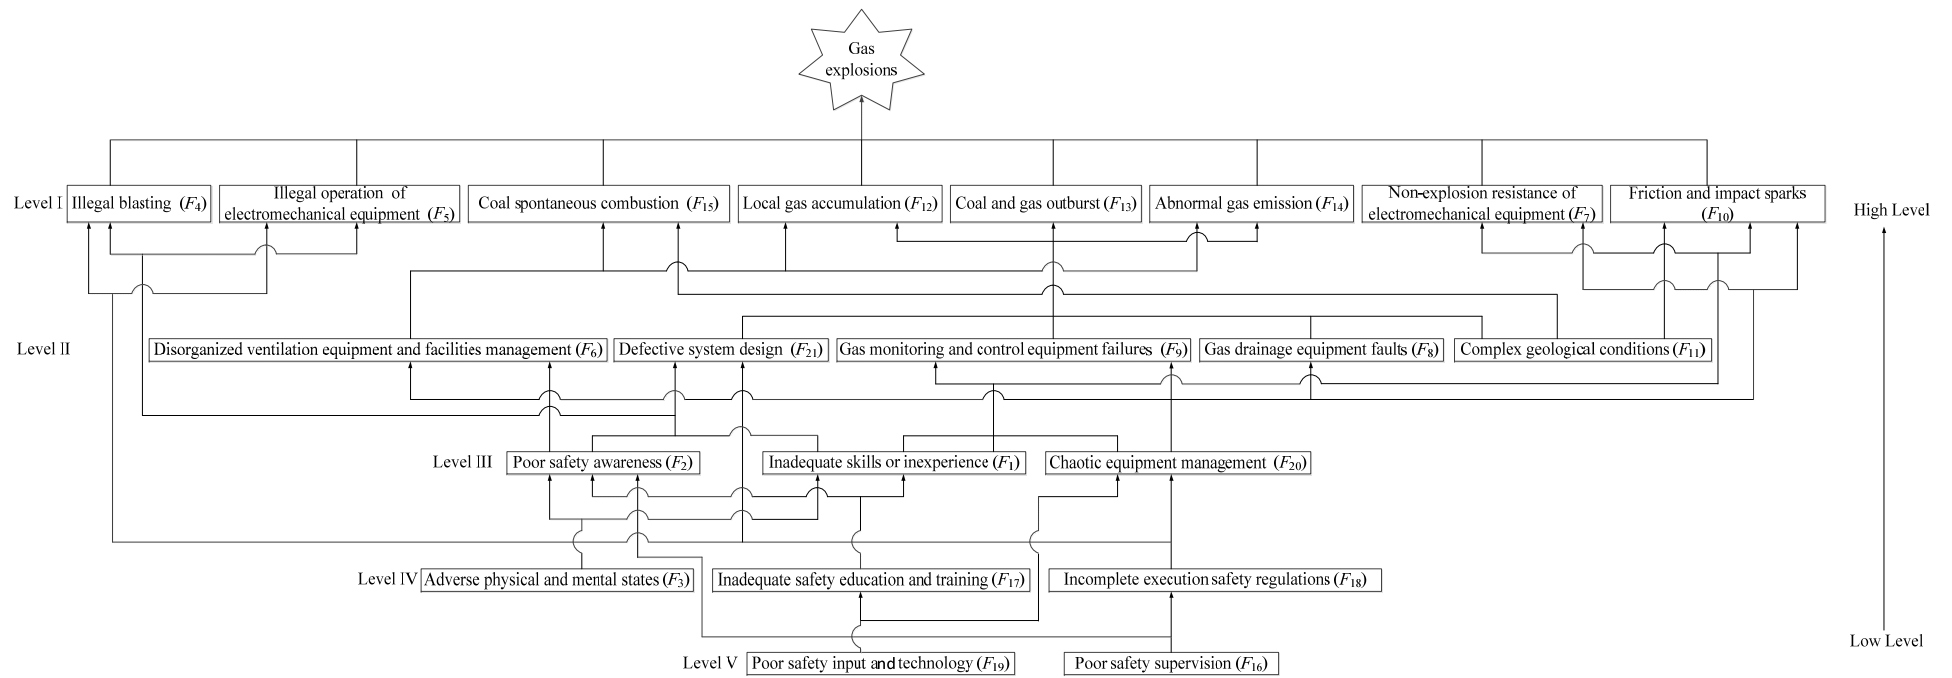 Gas
explosions
Level I
Illegal blasting (F4)
Illegal operation of
electromechanical equipment (F5)
Coal spontaneous combustion (F15)
Local gas accumulation (F12)
Coal and gas outburst (F13)
Abnormal gas emission (F14)
Non-explosion resistance of
electromechanical equipment (F7)
Friction and impact sparks
(F10)
High Level
Level II
Disorganized ventilation equipment and facilities management (F6)
Defective system design (F21)
Gas monitoring and control equipment failures (F9)
Gas drainage equipment faults (F8)
Complex geological conditions (F11)
Level III
Poor safety awareness (F2)
Inadequate skills or inexperience (F1)
Chaotic equipment management (F20)
Level IV
Adverse physical and mental states (F3)
Inadequate safety education and training (F17)
Incomplete execution safety regulations (F18)
Low Level
Level V
Poor safety input and technology (F19)
Poor safety supervision (F16)